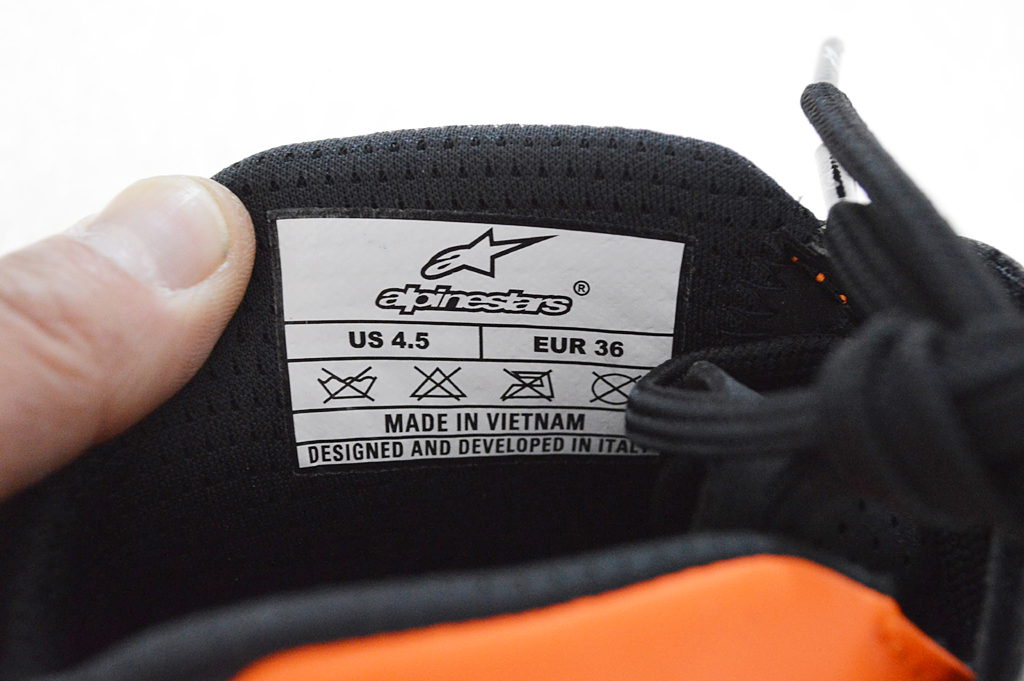 alpinestars®
US 4.5 EUR 36
MADE IN VIETNAM
DESIGNED AND DEVELOPED IN ITALY